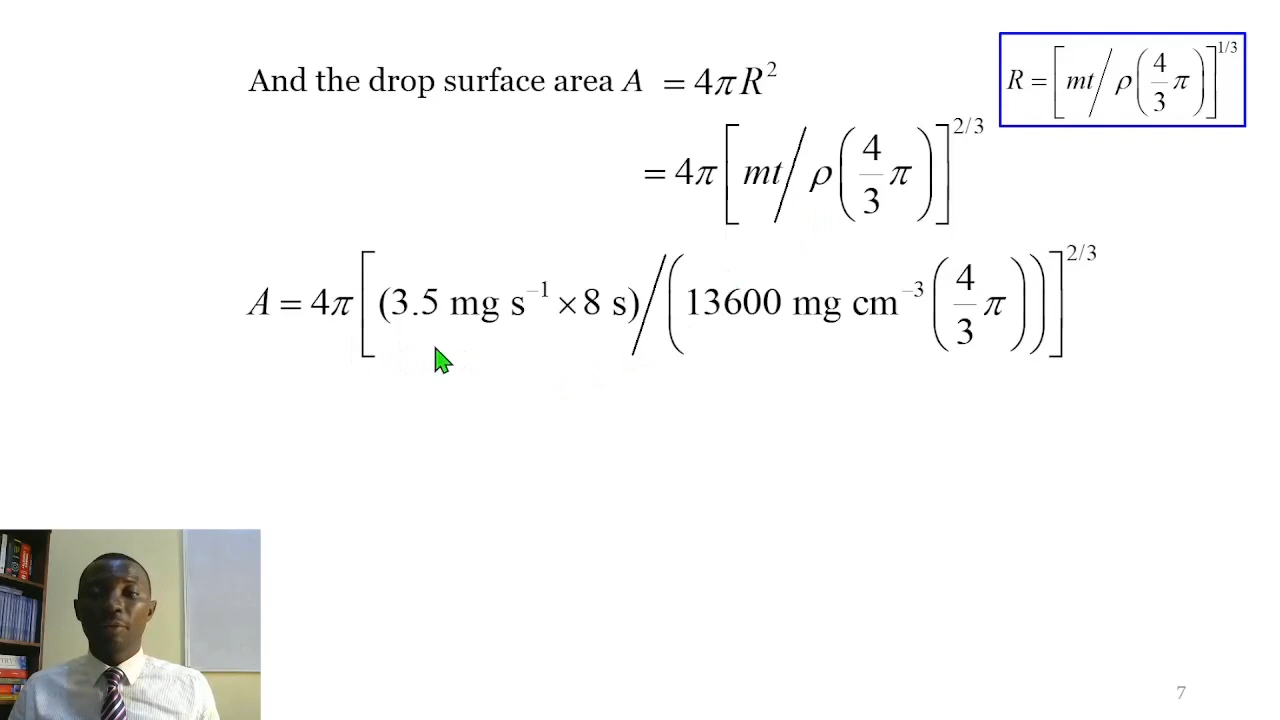 And the drop surface area A = 4πR²
R = [mt/ρ(4/3 π)]^1/3
= 4π[mt/ρ(4/3 π)]^2/3
A = 4π[(3.5 mg s⁻¹ × 8 s)/(13600 mg cm⁻³(4/3 π))]^2/3
7